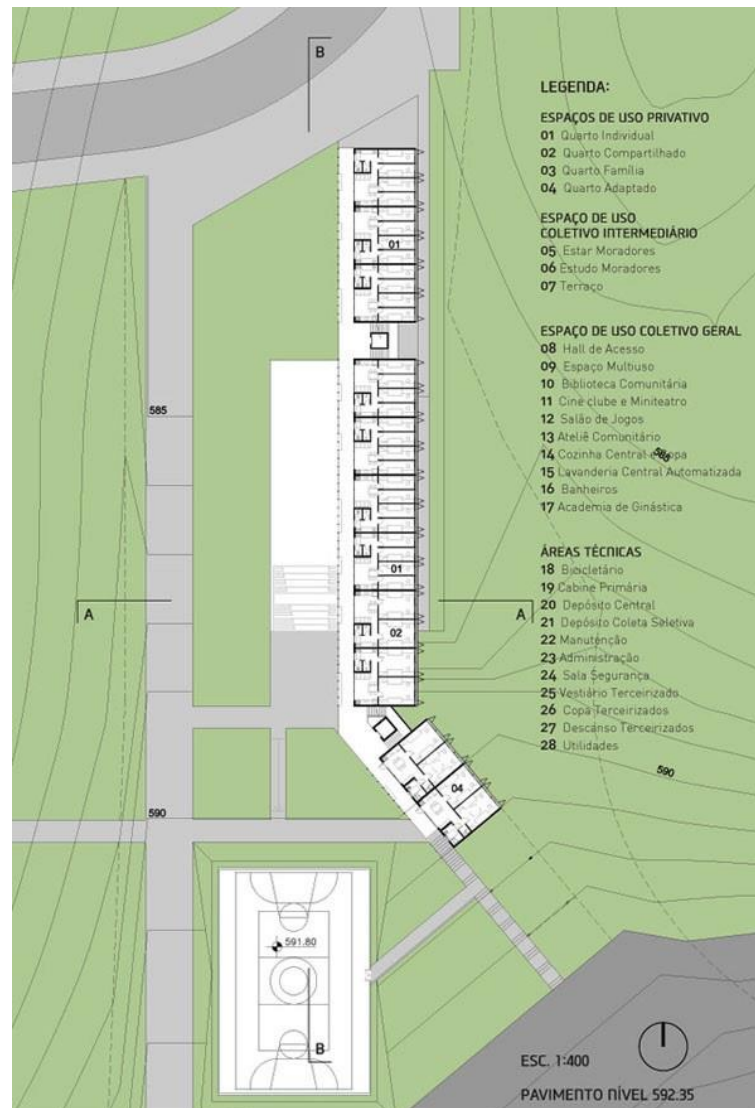 B
LEGENDA:
ESPAÇOS DE USO PRIVATIVO
01 Quarto Individual
02 Quarto Compartilhado
03 Quarto Família
04 Quarto Adaptado
ESPAÇO DE USO
COLETIVO INTERMEDIÁRIO
05 Estar Moradores
06 Estudo Moradores
07 Terraço
ESPAÇO DE USO COLETIVO GERAL
08 Hall de Acesso
09 Espaço Multiuso
10 Biblioteca Comunitária
11 Cine clube e Miniteatro
12 Salão de Jogos
13 Ateliê Comunitário
14 Cozinha Central e Copa
15 Lavanderia Central Automatizada
16 Banheiros
17 Academia de Ginástica
ÁREAS TÉCNICAS
18 Bicicletário
19 Cabine Primária
20 Depósito Central
21 Depósito Coleta Seletiva
22 Manutenção
23 Administração
24 Sala Segurança
25 Vestiário Terceirizado
26 Copa Terceirizados
27 Descanso Terceirizados
28 Utilidades
01
585
585
01
A
A
02
590
04
590
591.80
B
ESC. 1:400
PAVIMENTO NÍVEL 592.35